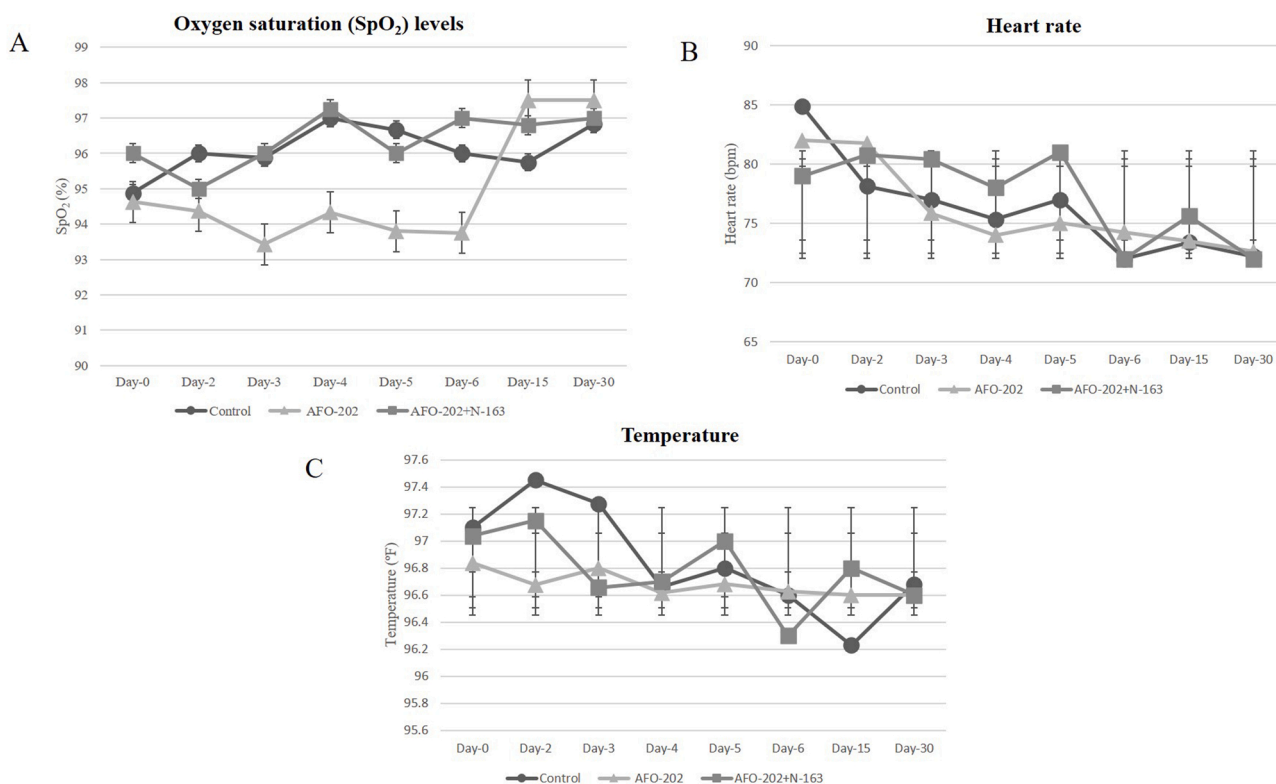 A
Oxygen saturation (SpO₂) levels
99
98
97
96
95
94
93
92
91
90
SpO₂ (%)
Day-0 Day-2 Day-3 Day-4 Day-5 Day-6 Day-15 Day-30
Control AFO-202 AFO-202+N-163
B
Heart rate
90
85
80
75
70
65
Heart rate (bpm)
Day-0 Day-2 Day-3 Day-4 Day-5 Day-6 Day-15 Day-30
Control AFO-202 AFO-202+N-163
C
Temperature
97.6
97.4
97.2
97
96.8
96.6
96.4
96.2
96
95.8
95.6
Temperature (°F)
Day-0 Day-2 Day-3 Day-4 Day-5 Day-6 Day-15 Day-30
Control AFO-202 AFO-202+N-163